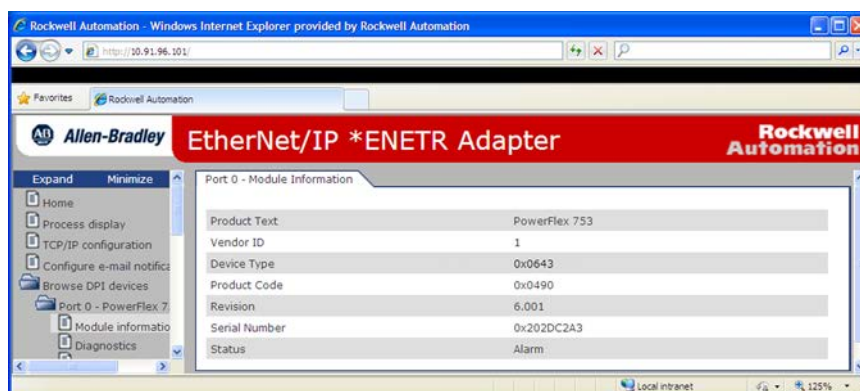 Rockwell Automation - Windows Internet Explorer provided by Rockwell Automation
http://10.91.96.101/
Favorites
Rockwell Automation
AB
Allen-Bradley
EtherNet/IP *ENETR Adapter
Rockwell
Automation
Expand Minimize
Home
Process display
TCP/IP configuration
Configure e-mail notifica
Browse DPI devices
Port 0 - PowerFlex 7
Module informatio
Diagnostics
Port 0 - Module Information
Product Text PowerFlex 753
Vendor ID 1
Device Type 0x0643
Product Code 0x0490
Revision 6.001
Serial Number 0x202DC2A3
Status Alarm
Local intranet 125%